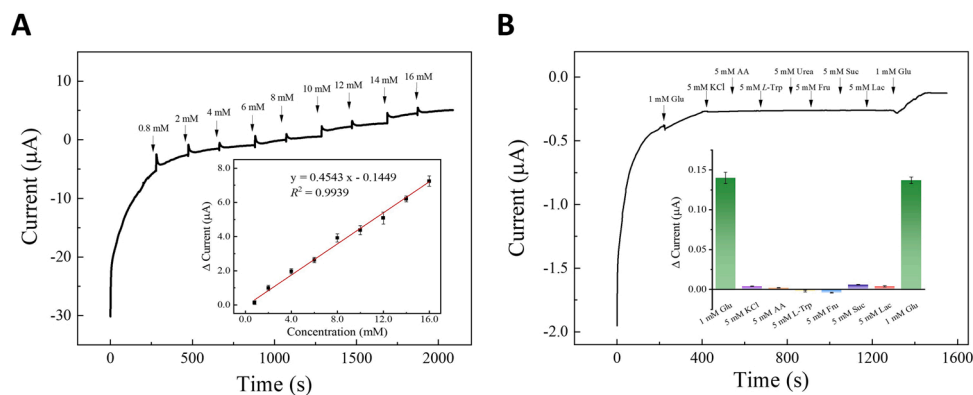 A
Current (μA)
10
5
0
-5
-10
-15
-20
-25
-30
0
500
1000
1500
2000
Time (s)
0.8 mM
2 mM
4 mM
6 mM
8 mM
10 mM
12 mM
14 mM
16 mM
y = 0.4543 x - 0.1449
R² = 0.9939
Δ Current (μA)
8.0
6.0
4.0
2.0
0.0
0.0
4.0
8.0
12.0
16.0
Concentration (mM)
B
Current (μA)
0.0
-0.5
-1.0
-1.5
-2.0
0
400
800
1200
1600
Time (s)
1 mM Glu
5 mM KCl
5 mM AA
5 mM L-Trp
5 mM Urea
5 mM Fru
5 mM Suc
5 mM Lac
1 mM Glu
Δ Current (μA)
0.15
0.10
0.05
0.00
1 mM Glu
5 mM KCl
5 mM AA
5 mM L-Trp
5 mM Fru
5 mM Suc
5 mM Lac
1 mM Glu